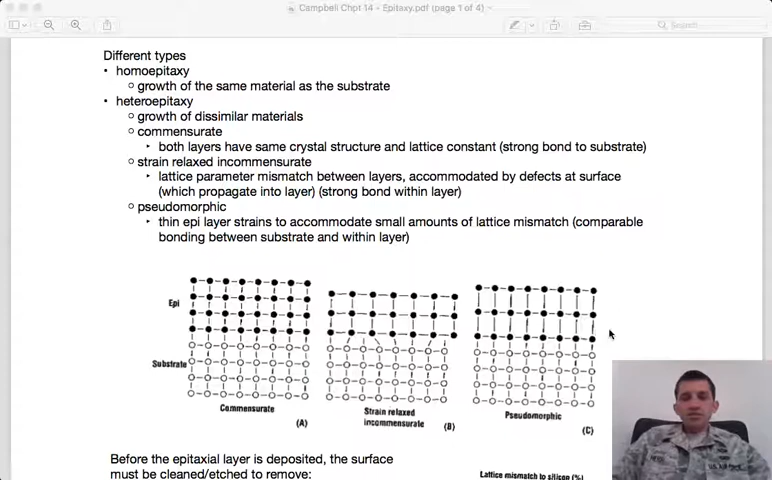 Campbell Chpt 14 - Epitaxy.pdf (page 1 of 4)
Search
Different types
• homoepitaxy
○ growth of the same material as the substrate
• heteroepitaxy
○ growth of dissimilar materials
○ commensurate
‣ both layers have same crystal structure and lattice constant (strong bond to substrate)
○ strain relaxed incommensurate
‣ lattice parameter mismatch between layers, accommodated by defects at surface
(which propagate into layer) (strong bond within layer)
○ pseudomorphic
‣ thin epi layer strains to accommodate small amounts of lattice mismatch (comparable
bonding between substrate and within layer)
Epi
Substrate
Commensurate
(A)
Strain relaxed
incommensurate
(B)
Pseudomorphic
(C)
Before the epitaxial layer is deposited, the surface
must be cleaned/etched to remove:
Lattice mismatch to silicon (%)